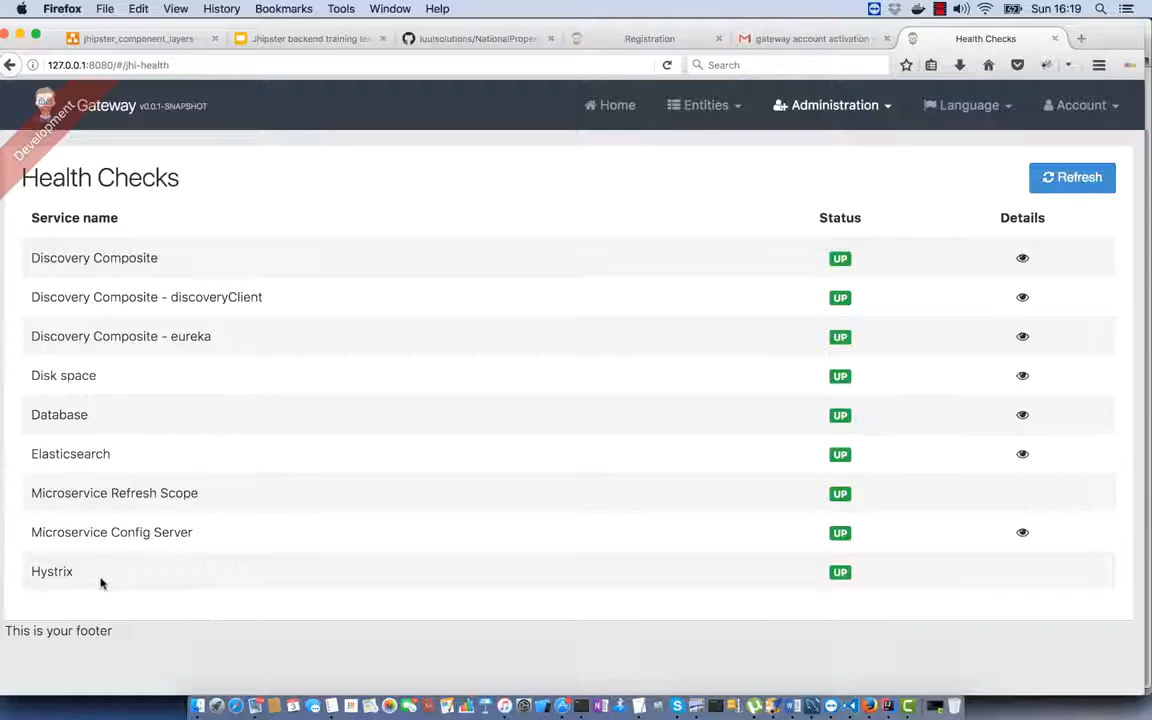 Firefox File Edit View History Bookmarks Tools Window Help Sun 16:19
jhipster_component_layers Jhipster backend training le luulsolutions/NationalProper Registration gateway account activation Health Checks
127.0.0.1:8080/#/jhi-health Search
Development
Gateway v0.0.1-SNAPSHOT Home Entities Administration Language Account
Health Checks Refresh
Service name Status Details
Discovery Composite UP
Discovery Composite - discoveryClient UP
Discovery Composite - eureka UP
Disk space UP
Database UP
Elasticsearch UP
Microservice Refresh Scope UP
Microservice Config Server UP
Hystrix UP
This is your footer